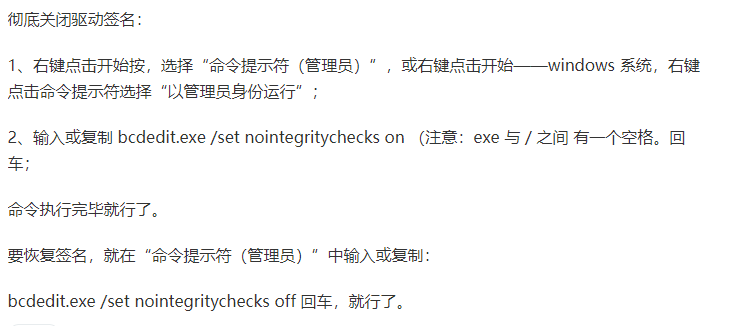 彻底关闭驱动签名：
1、右键点击开始按，选择“命令提示符（管理员）”，或右键点击开始——windows 系统，右键
点击命令提示符选择“以管理员身份运行”；
2、输入或复制 bcdedit.exe /set nointegritychecks on （注意：exe 与 / 之间 有一个空格。回
车；
命令执行完毕就行了。
要恢复签名，就在“命令提示符（管理员）”中输入或复制：
bcdedit.exe /set nointegritychecks off 回车，就行了。